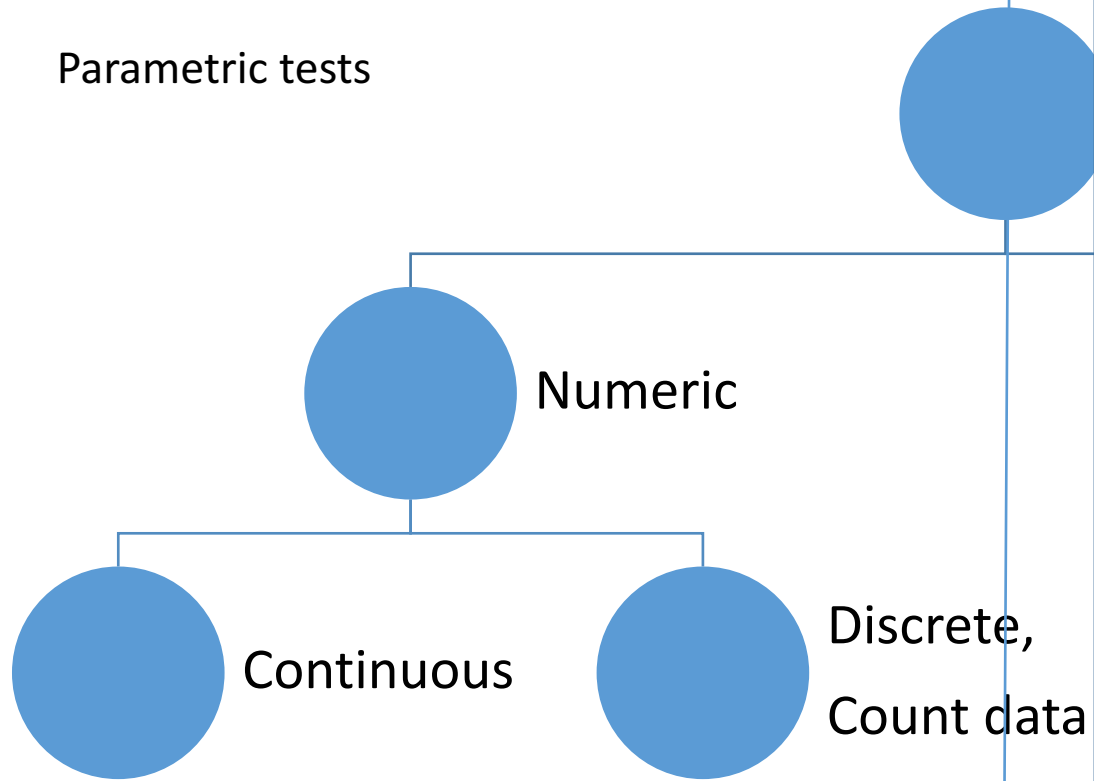 Parametric tests
Numeric
Continuous
Discrete,
Count data